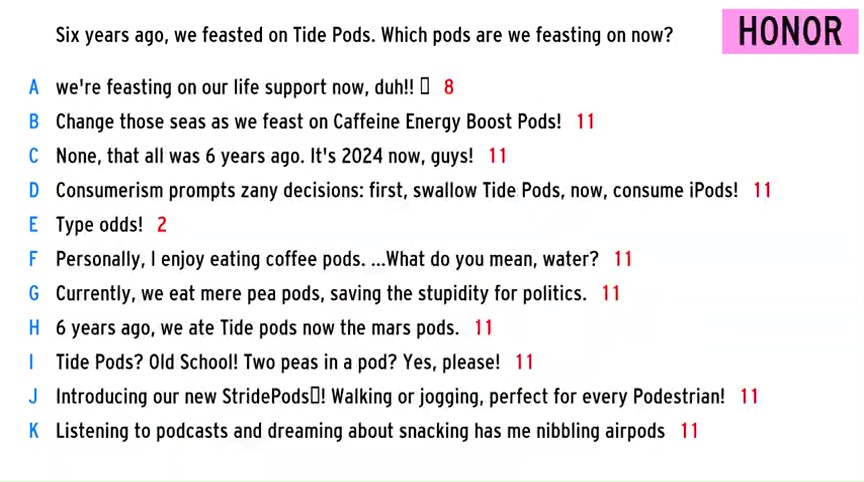 Six years ago, we feasted on Tide Pods. Which pods are we feasting on now?
HONOR
A we're feasting on our life support now, duh!! 8
B Change those seas as we feast on Caffeine Energy Boost Pods! 11
C None, that all was 6 years ago. It's 2024 now, guys! 11
D Consumerism prompts zany decisions: first, swallow Tide Pods, now, consume iPods! 11
E Type odds! 2
F Personally, I enjoy eating coffee pods. ...What do you mean, water? 11
G Currently, we eat mere pea pods, saving the stupidity for politics. 11
H 6 years ago, we ate Tide pods now the mars pods. 11
I Tide Pods? Old School! Two peas in a pod? Yes, please! 11
J Introducing our new StridePods▯! Walking or jogging, perfect for every Podestrian! 11
K Listening to podcasts and dreaming about snacking has me nibbling airpods 11